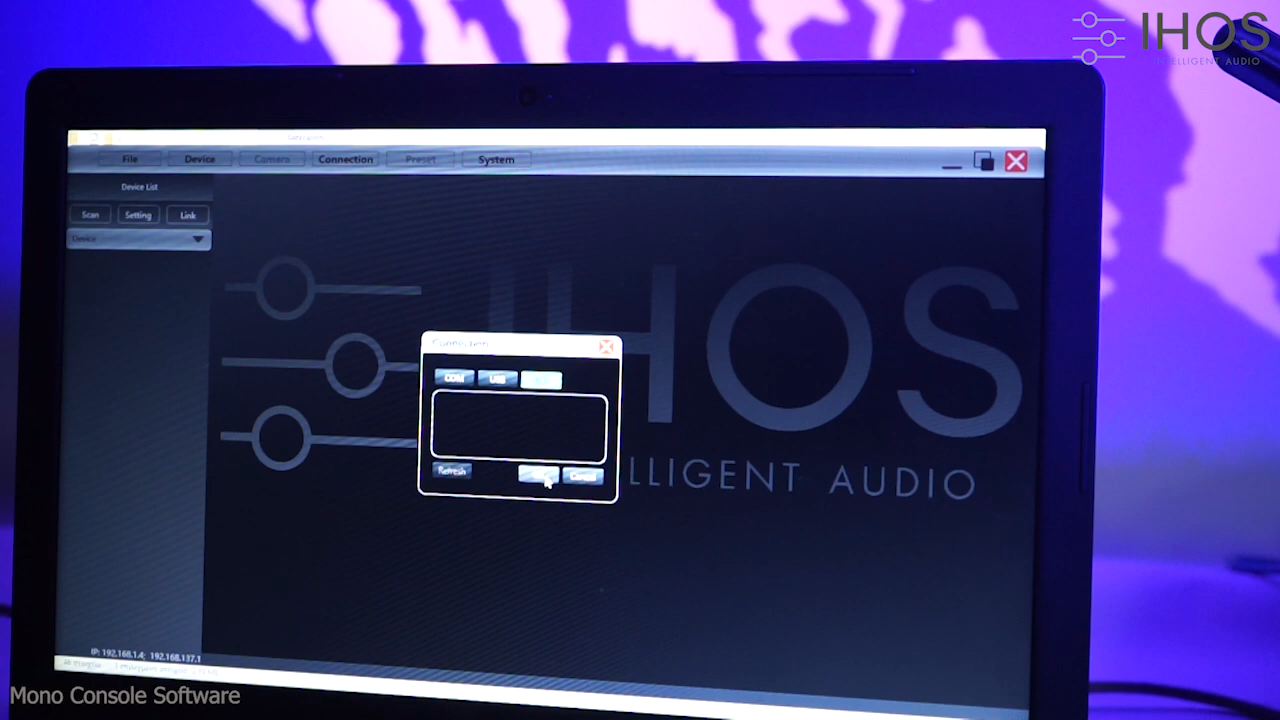 IHOS
INTELLIGENT AUDIO
File Device Camera Connection Preset System
Device List
Scan Setting Link
Device
IHOS
LLIGENT AUDIO
Connection
COM USB
Refresh Cancel
IP: 192.168.1.4; 192.168.137.1
Mono Console Software